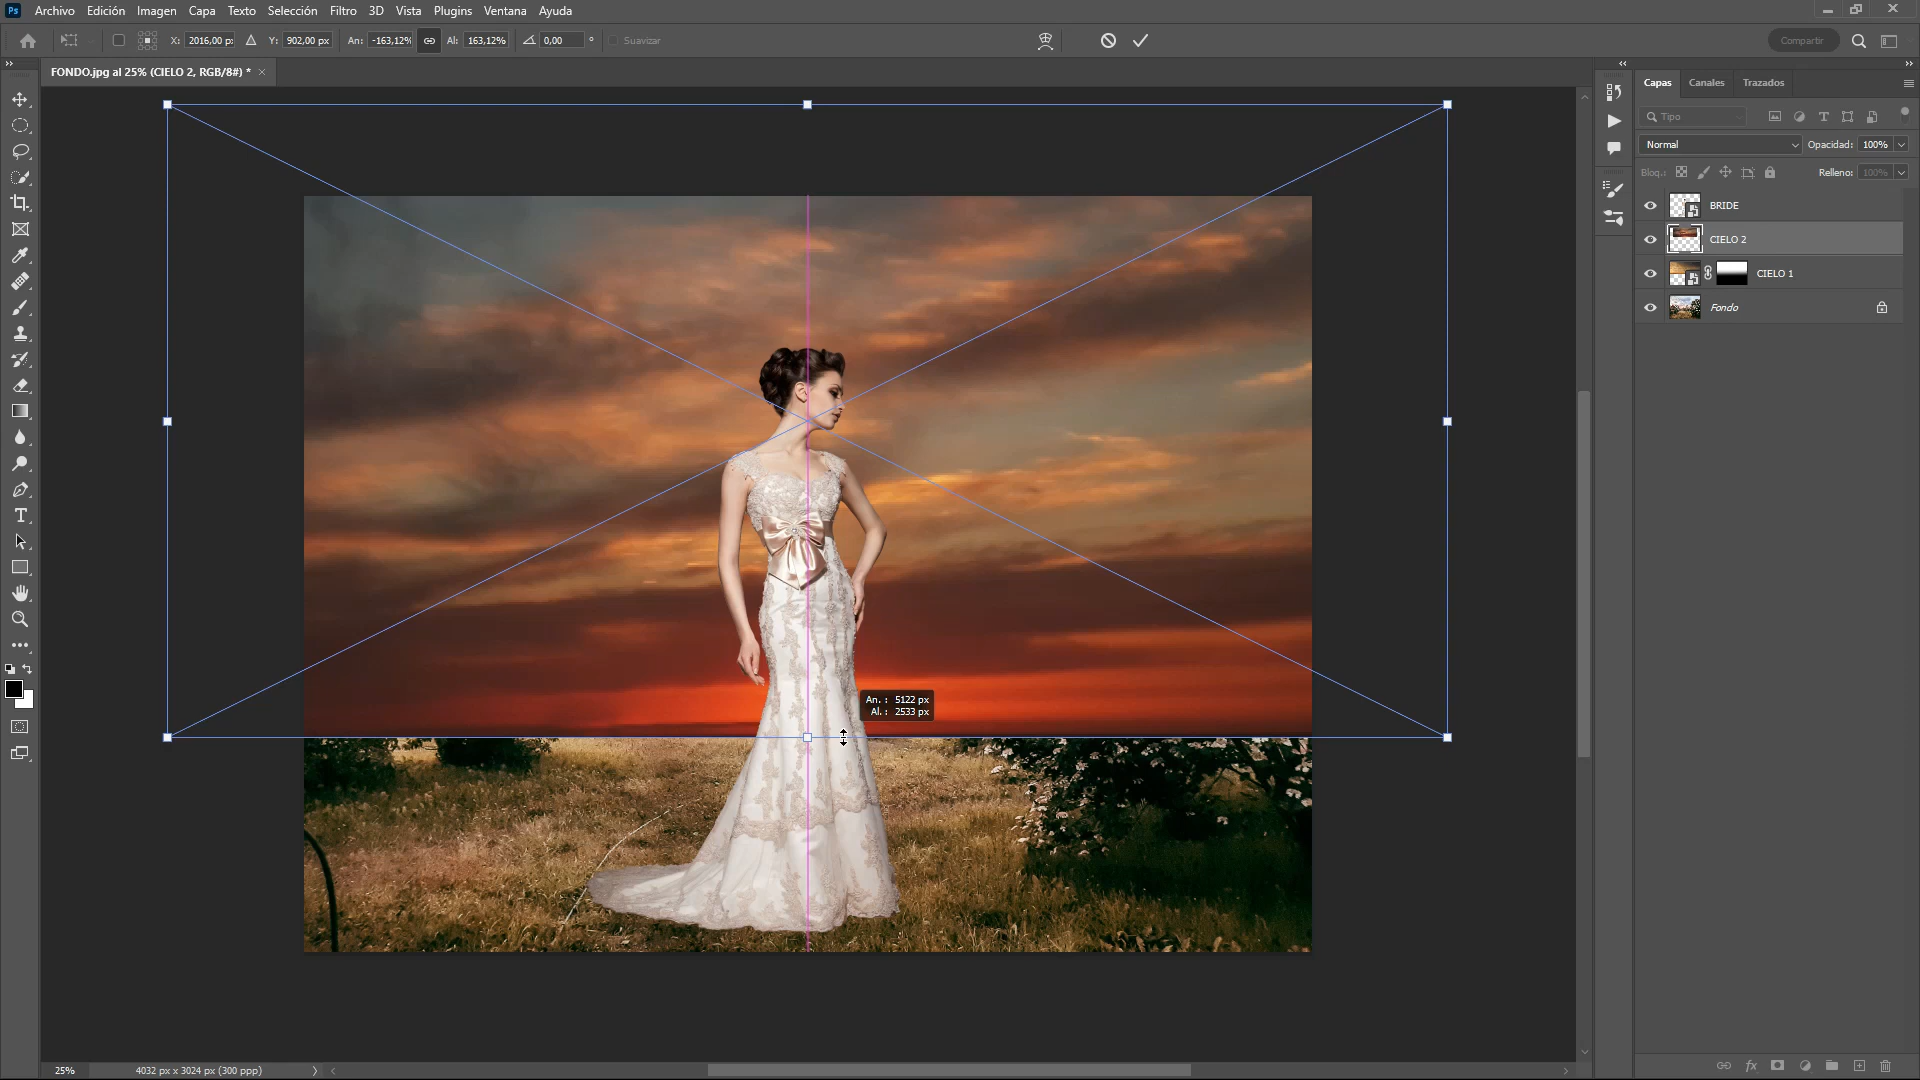 Ps Archivo Edición Imagen Capa Texto Selección Filtro 3D Vista Plugins Ventana Ayuda
X: 2016,00 px Y: 902,00 px An: -163,12% Al: 163,12% 0,00 ° Suavizar Compartir
FONDO.jpg al 25% (CIELO 2, RGB/8#) *
Capas Canales Trazados
Tipo
Normal Opacidad: 100%
Bloq.: Relleno: 100%
BRIDE
CIELO 2
CIELO 1
Fondo
An. : 5122 px
Al. : 2533 px
25% 4032 px x 3024 px (300 ppp)